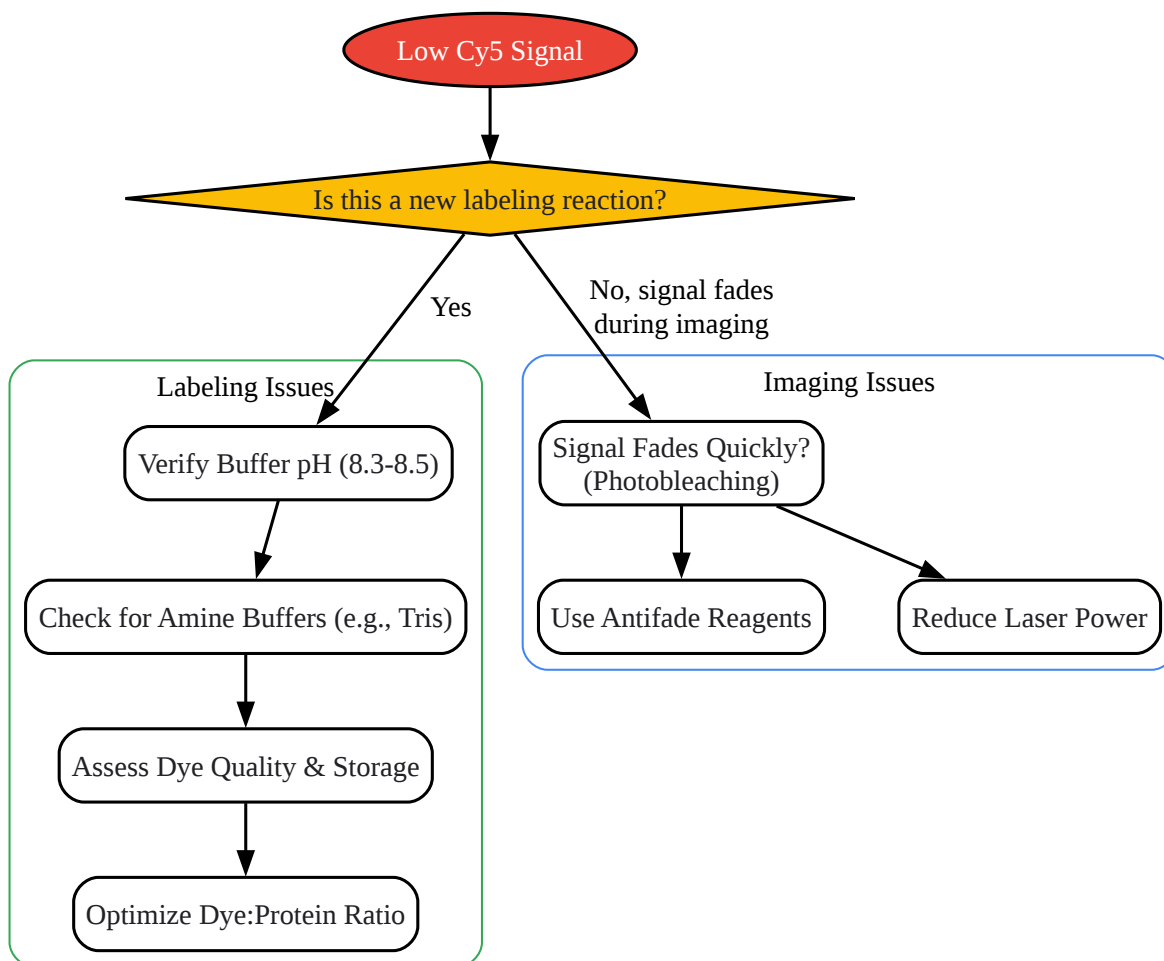 Low Cy5 Signal
Is this a new labeling reaction?
Yes
No, signal fades
during imaging
Labeling Issues
Verify Buffer pH (8.3-8.5)
Check for Amine Buffers (e.g., Tris)
Assess Dye Quality & Storage
Optimize Dye:Protein Ratio
Imaging Issues
Signal Fades Quickly?
(Photobleaching)
Use Antifade Reagents
Reduce Laser Power